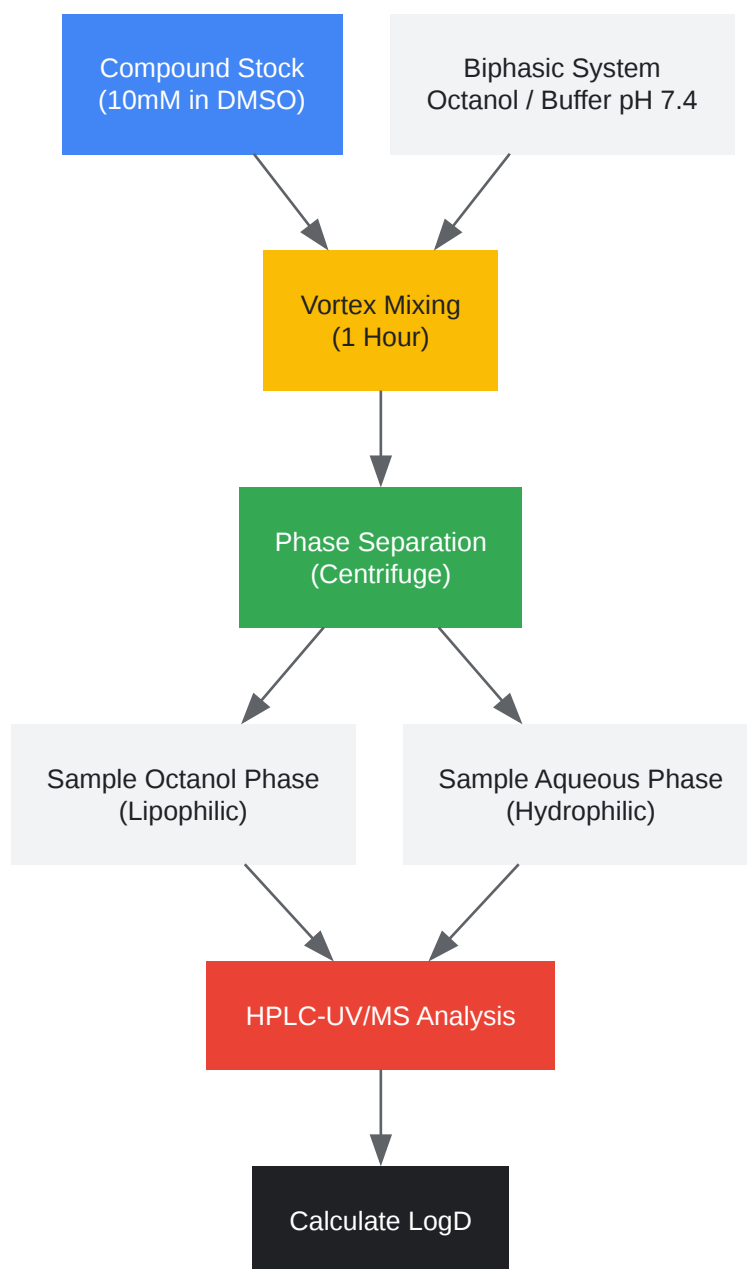 Compound Stock
(10mM in DMSO)
Biphasic System
Octanol / Buffer pH 7.4
Vortex Mixing
(1 Hour)
Phase Separation
(Centrifuge)
Sample Octanol Phase
(Lipophilic)
Sample Aqueous Phase
(Hydrophilic)
HPLC-UV/MS Analysis
Calculate LogD